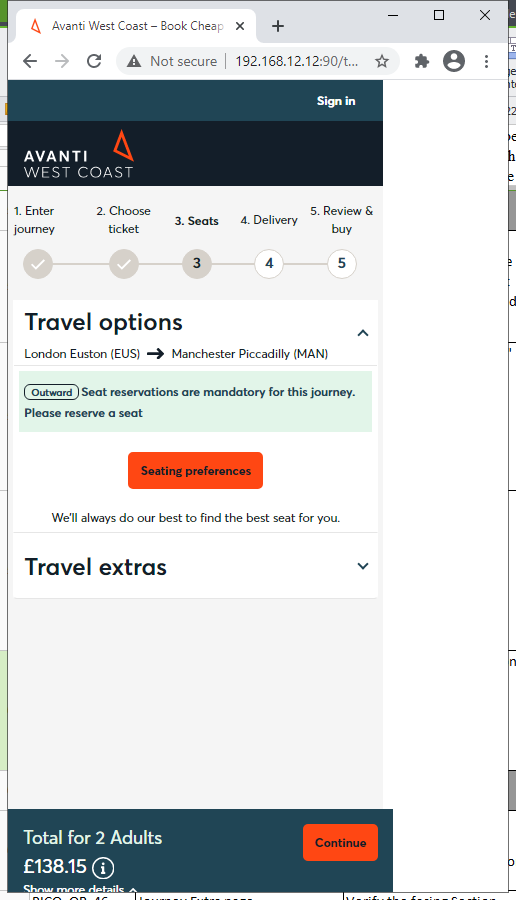 Avanti West Coast – Book Cheap
Not secure
192.168.12.12:90/t...
Sign in
AVANTI
WEST COAST
1. Enter journey
2. Choose ticket
3. Seats
4. Delivery
5. Review & buy
3
4
5
Travel options
London Euston (EUS)
Manchester Piccadilly (MAN)
Outward Seat reservations are mandatory for this journey.
Please reserve a seat
Seating preferences
We'll always do our best to find the best seat for you.
Travel extras
Total for 2 Adults
£138.15
Continue
Show more details